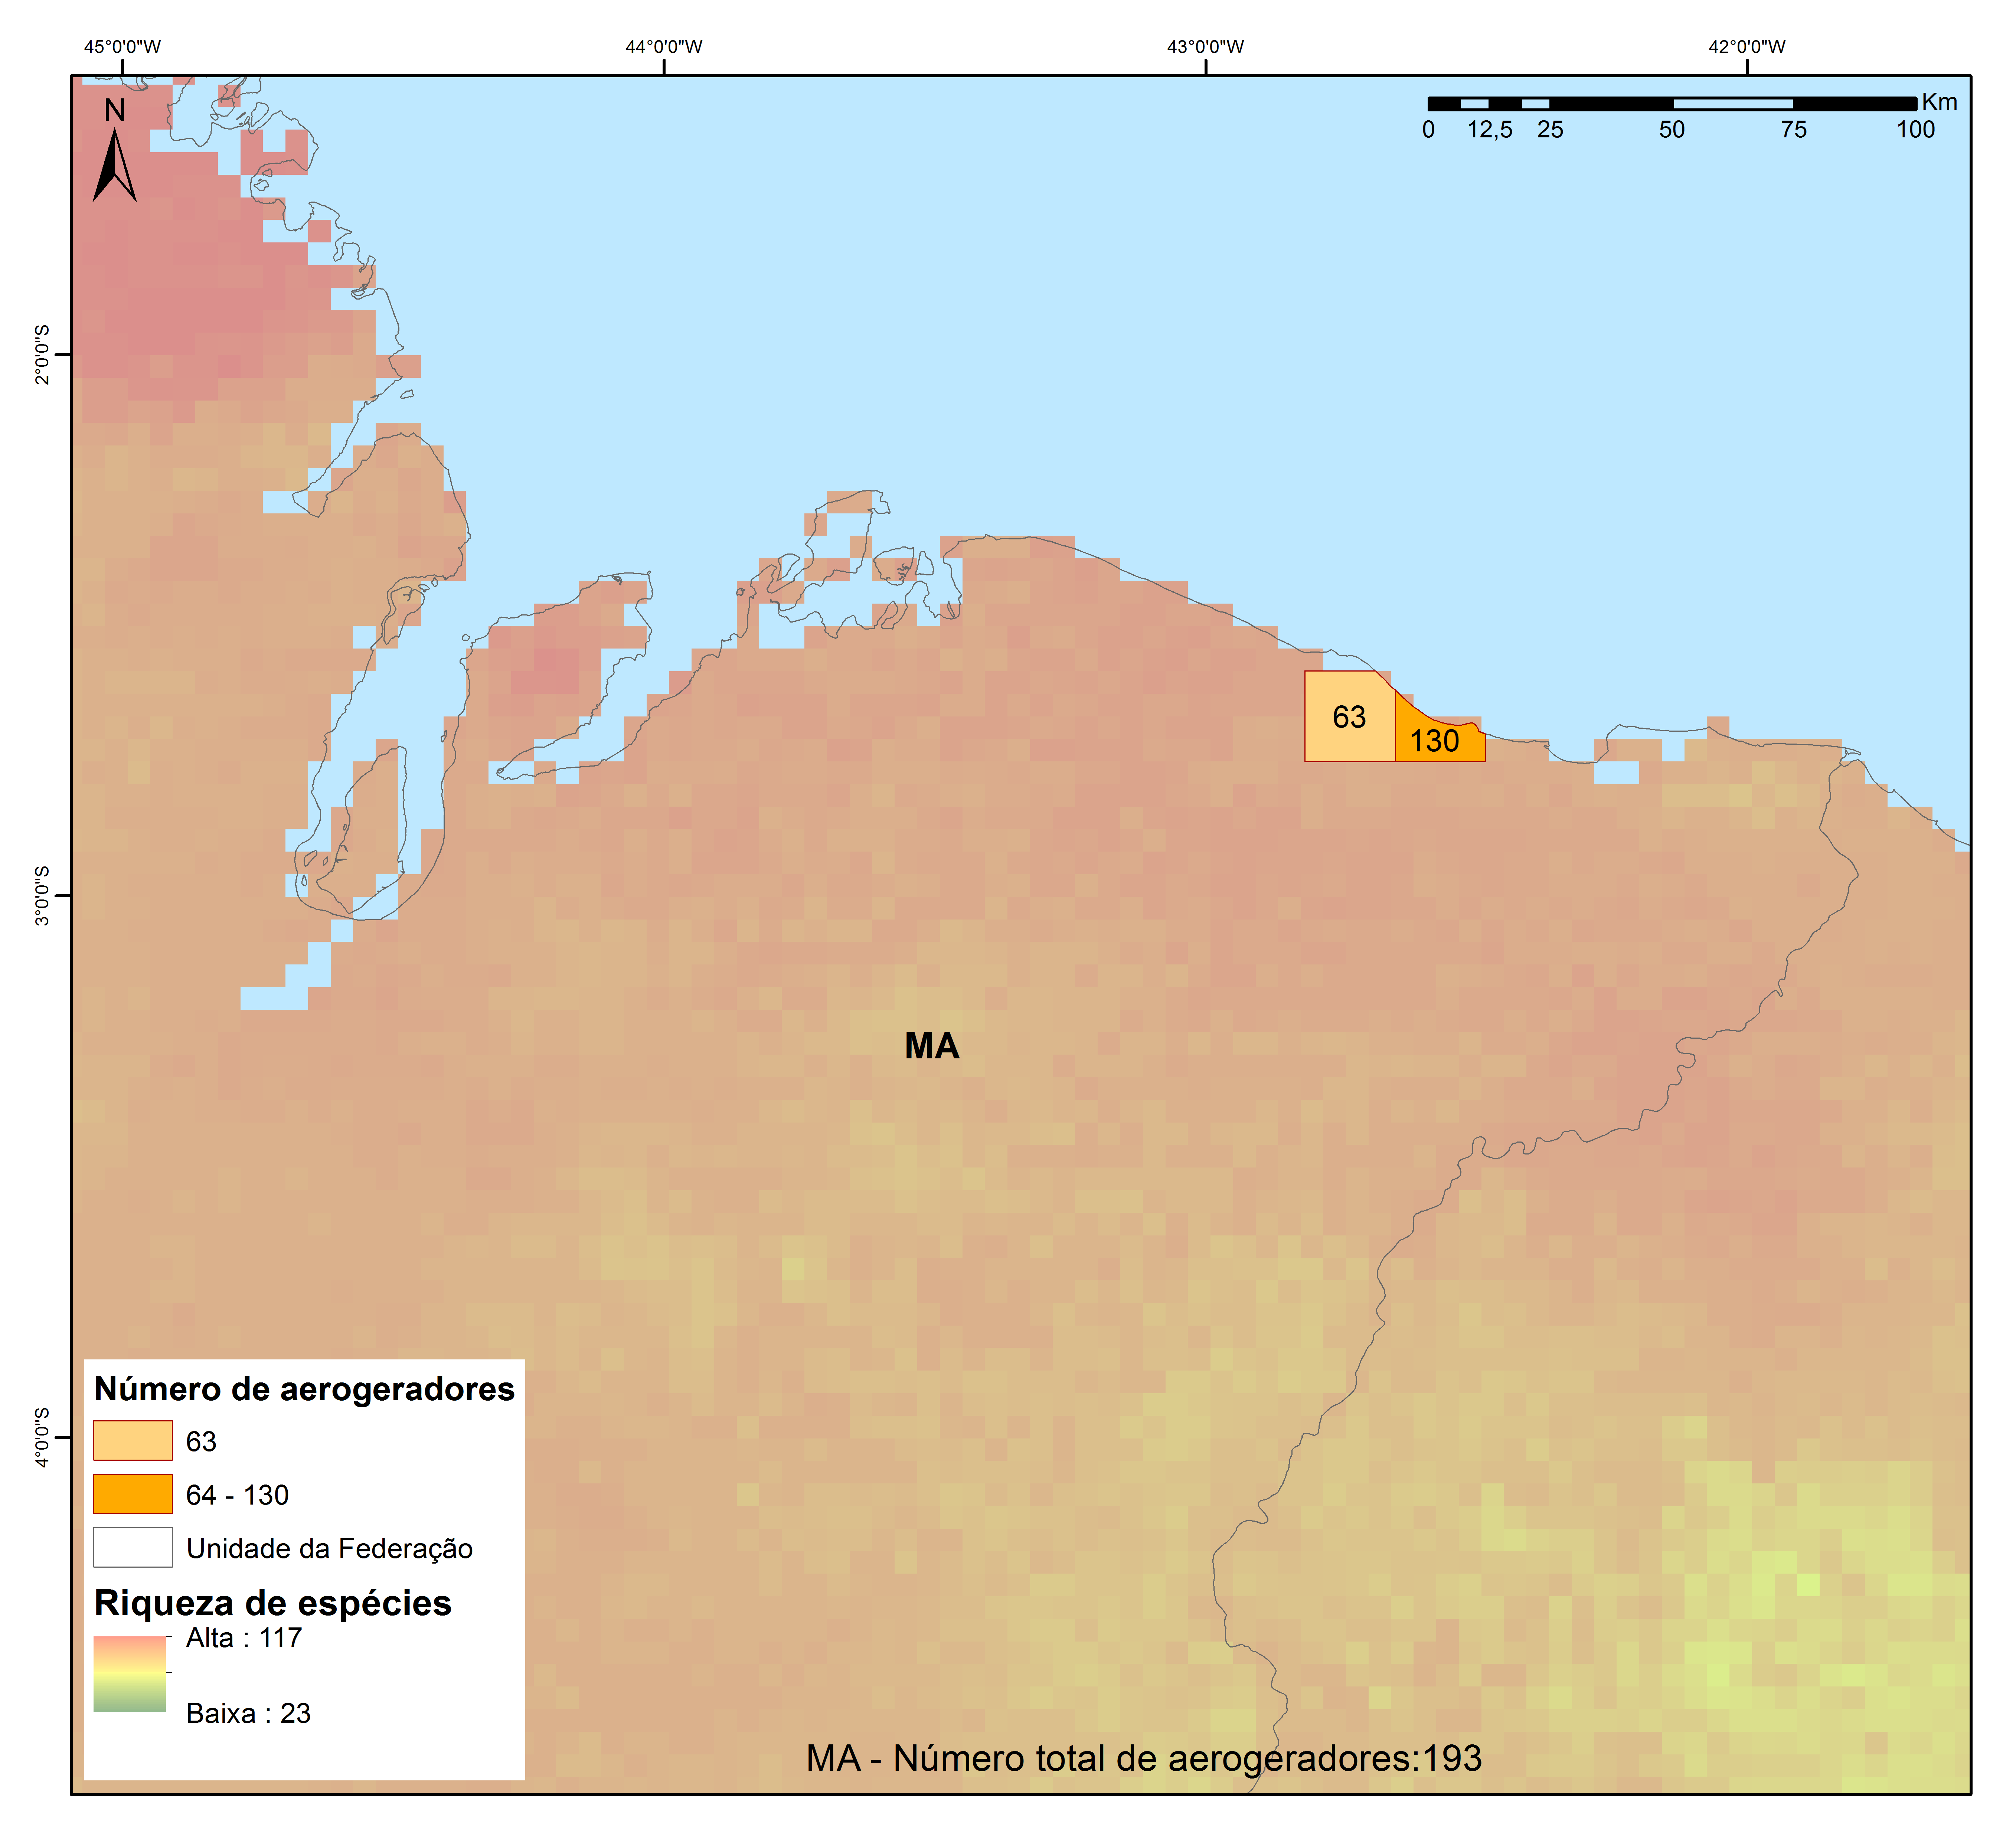 45°0'0"W
44°0'0"W
43°0'0"W
42°0'0"W
N
Km
0 12,5 25 50 75 100
2°0'0"S
63
130
3°0'0"S
MA
4°0'0"S
Número de aerogeradores
63
64 - 130
Unidade da Federação
Riqueza de espécies
Alta : 117
Baixa : 23
MA - Número total de aerogeradores:193